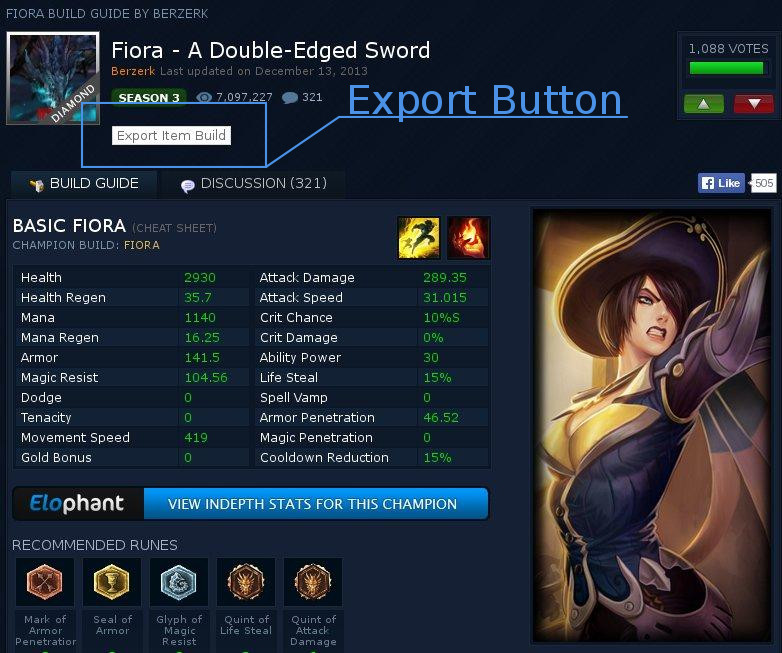 FIORA BUILD GUIDE BY BERZERK
DIAMOND
Fiora - A Double-Edged Sword
Berzerk Last updated on December 13, 2013
SEASON 3 7,097,227 321
Export Button
Export Item Build
1,088 VOTES
BUILD GUIDE DISCUSSION (321)
Like 505
BASIC FIORA (CHEAT SHEET)
CHAMPION BUILD: FIORA
Health 2930 Attack Damage 289.35
Health Regen 35.7 Attack Speed 31.015
Mana 1140 Crit Chance 10%S
Mana Regen 16.25 Crit Damage 0%
Armor 141.5 Ability Power 30
Magic Resist 104.56 Life Steal 15%
Dodge 0 Spell Vamp 0
Tenacity 0 Armor Penetration 46.52
Movement Speed 419 Magic Penetration 0
Gold Bonus 0 Cooldown Reduction 15%
Elophant VIEW INDEPTH STATS FOR THIS CHAMPION
RECOMMENDED RUNES
Mark of Armor Penetration
Seal of Armor
Glyph of Magic Resist
Quint of Life Steal
Quint of Attack Damage